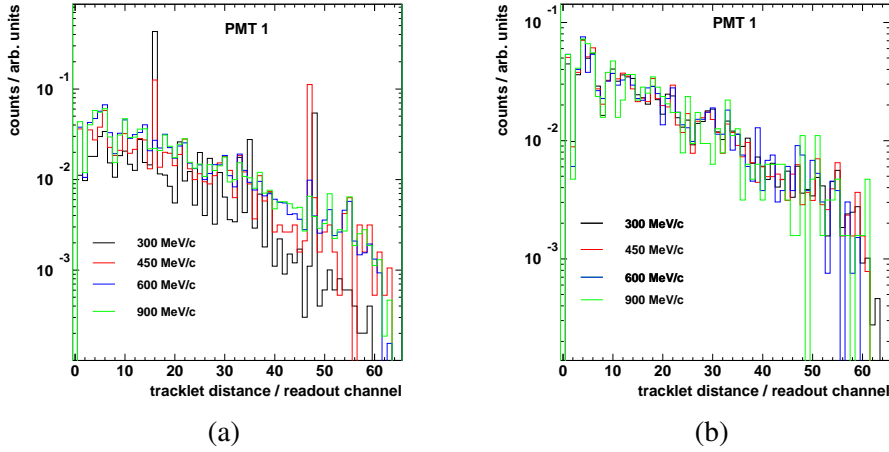 PMT 1
counts / arb. units
10⁻¹
10⁻²
10⁻³
300 MeV/c
450 MeV/c
600 MeV/c
900 MeV/c
0 10 20 30 40 50 60
tracklet distance / readout channel
(a)
PMT 1
counts / arb. units
10⁻¹
10⁻²
10⁻³
300 MeV/c
450 MeV/c
600 MeV/c
900 MeV/c
0 10 20 30 40 50 60
tracklet distance / readout channel
(b)